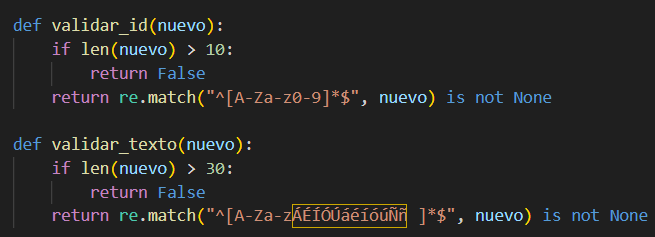 def validar_id(nuevo):
    if len(nuevo) > 10:
        return False
    return re.match("^[A-Za-z0-9]*$", nuevo) is not None
def validar_texto(nuevo):
    if len(nuevo) > 30:
        return False
    return re.match("^[A-Za-zÁÉÍÓÚáéíóúÑñ ]*$", nuevo) is not None